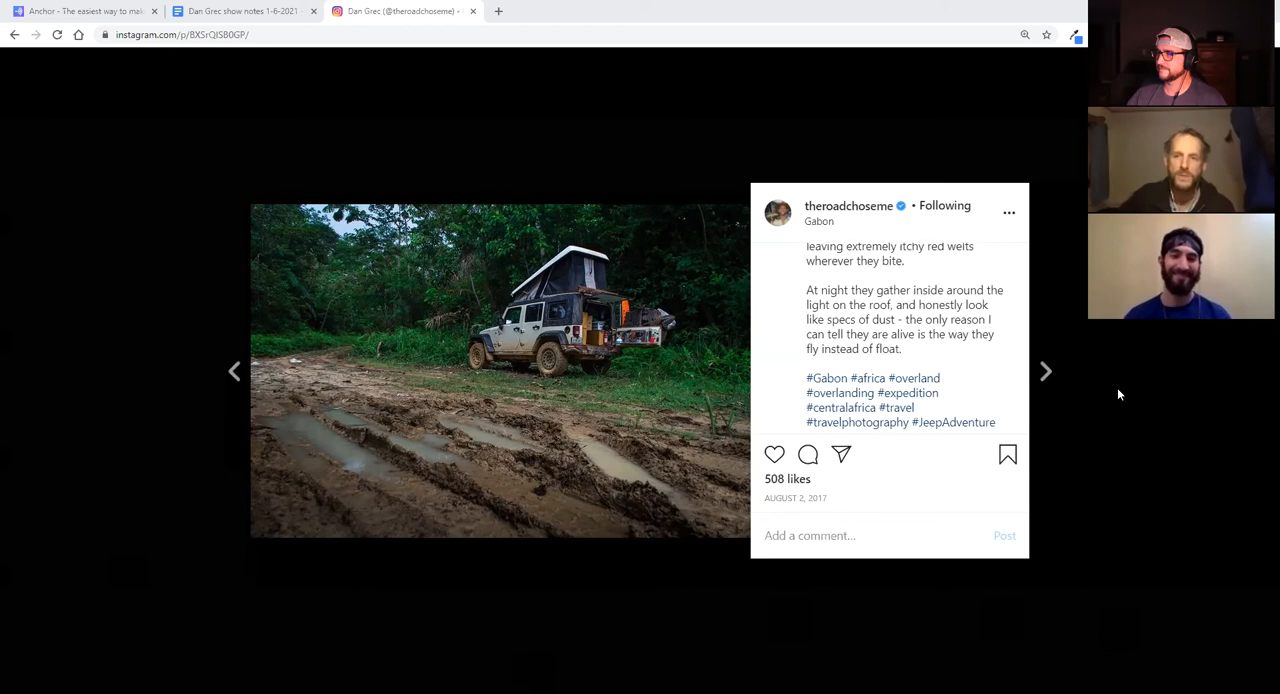 Anchor - The easiest way to mak
Dan Grec show notes 1-6-2021 -
Dan Grec (@theroadchoseme) •
instagram.com/p/BXSrQISB0GP/
theroadchoseme • Following
Gabon
leaving extremely itchy red welts
wherever they bite.
At night they gather inside around the
light on the roof, and honestly look
like specs of dust - the only reason I
can tell they are alive is the way they
fly instead of float.
#Gabon #africa #overland
#overlanding #expedition
#centralafrica #travel
#travelphotography #JeepAdventure
508 likes
AUGUST 2, 2017
Add a comment...
Post